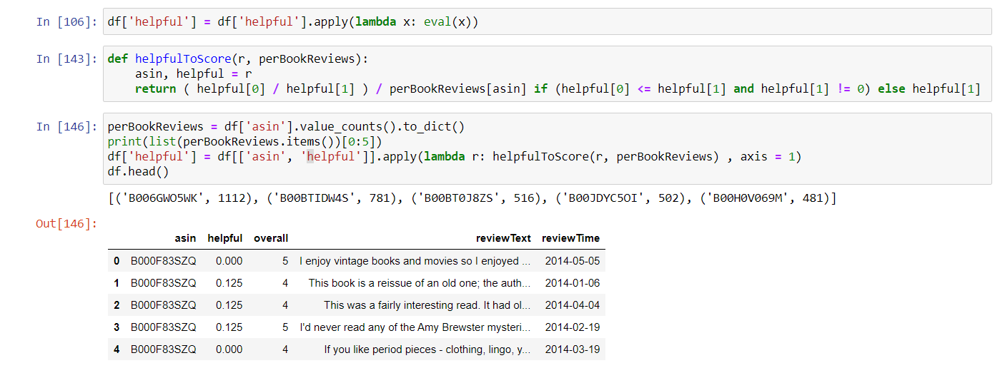 In [106]: df['helpful'] = df['helpful'].apply(lambda x: eval(x))
In [143]: def helpfulToScore(r, perBookReviews):
    asin, helpful = r
    return ( helpful[0] / helpful[1] ) / perBookReviews[asin] if (helpful[0] <= helpful[1] and helpful[1] != 0) else helpful[1]
In [146]: perBookReviews = df['asin'].value_counts().to_dict()
print(list(perBookReviews.items())[0:5])
df['helpful'] = df[['asin', 'helpful']].apply(lambda r: helpfulToScore(r, perBookReviews) , axis = 1)
df.head()
[('B006GWO5WK', 1112), ('B00BTIDW4S', 781), ('B00BT0J8ZS', 516), ('B00JDYC5OI', 502), ('B00H0V069M', 481)]
Out[146]:
asin helpful overall reviewText reviewTime
0 B000F83SZQ 0.000 5 I enjoy vintage books and movies so I enjoyed ... 2014-05-05
1 B000F83SZQ 0.125 4 This book is a reissue of an old one; the auth... 2014-01-06
2 B000F83SZQ 0.125 4 This was a fairly interesting read. It had ol... 2014-04-04
3 B000F83SZQ 0.125 5 I'd never read any of the Amy Brewster mysteri... 2014-02-19
4 B000F83SZQ 0.000 4 If you like period pieces - clothing, lingo, y... 2014-03-19